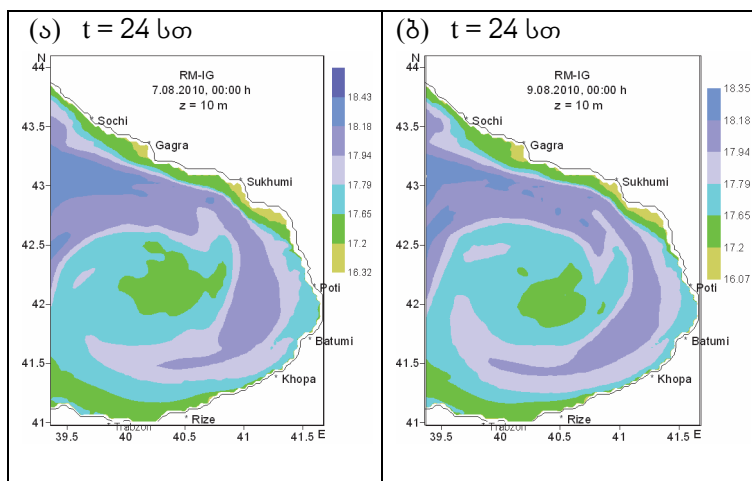 (ა) t = 24 სთ
N
44
RM-IG
7.08.2010, 00:00 h
z = 10 m
43.5
43
42.5
42
41.5
41
Sochi
Gagra
Sukhumi
Poti
Batumi
Khopa
Rize
Trabzon
39.5 40 40.5 41 41.5 E
18.43
18.18
17.94
17.79
17.65
17.2
16.32
(ბ) t = 24 სთ
N
44
RM-IG
9.08.2010, 00:00 h
z = 10 m
43.5
43
42.5
42
41.5
41
Sochi
Gagra
Sukhumi
Poti
Batumi
Khopa
Rize
Trabzon
39.5 40 40.5 41 41.5 E
18.35
18.18
17.94
17.79
17.65
17.2
16.07